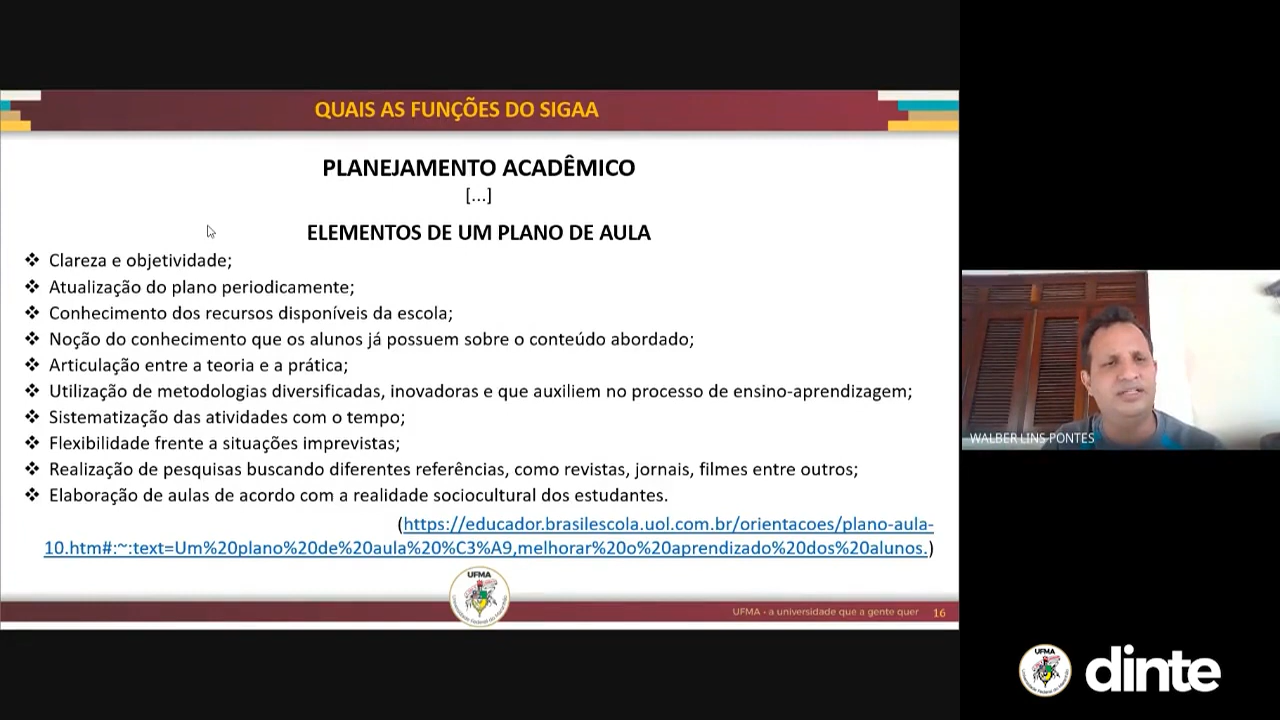 QUAIS AS FUNÇÕES DO SIGAA
PLANEJAMENTO ACADÊMICO
[...]
ELEMENTOS DE UM PLANO DE AULA
❖ Clareza e objetividade;
❖ Atualização do plano periodicamente;
❖ Conhecimento dos recursos disponíveis da escola;
❖ Noção do conhecimento que os alunos já possuem sobre o conteúdo abordado;
❖ Articulação entre a teoria e a prática;
❖ Utilização de metodologias diversificadas, inovadoras e que auxiliem no processo de ensino-aprendizagem;
❖ Sistematização das atividades com o tempo;
❖ Flexibilidade frente a situações imprevistas;
❖ Realização de pesquisas buscando diferentes referências, como revistas, jornais, filmes entre outros;
❖ Elaboração de aulas de acordo com a realidade sociocultural dos estudantes.
(https://educador.brasilescola.uol.com.br/orientacoes/plano-aula-
10.htm#:~:text=Um%20plano%20de%20aula%20%C3%A9,melhorar%20o%20aprendizado%20dos%20alunos.)
UFMA
Universidade Federal do Maranhão
UFMA - a universidade que a gente quer 16
WALBER LINS PONTES
UFMA
dinte